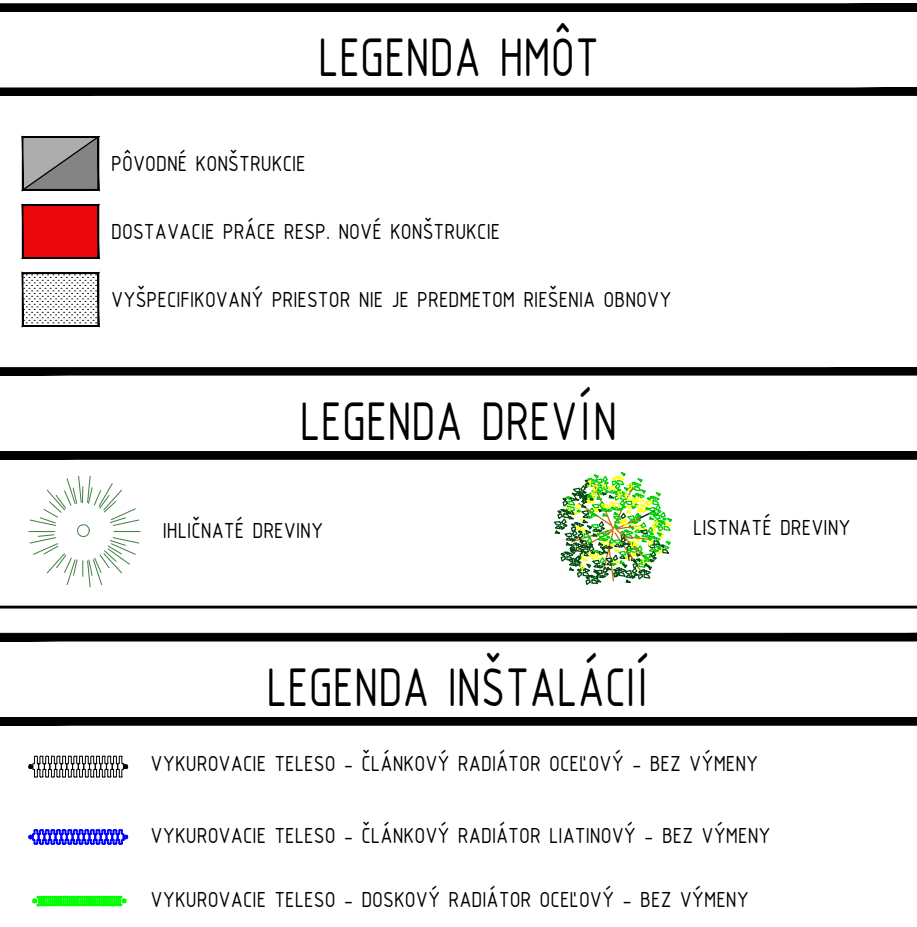 LEGENDA HMÔT
PÔVODNÉ KONŠTRUKCIE
DOSTAVACIE PRÁCE RESP. NOVÉ KONŠTRUKCIE
VYŠPECIFIKOVANÝ PRIESTOR NIE JE PREDMETOM RIEŠENIA OBNOVY
LEGENDA DREVÍN
IHLIČNATÉ DREVINY
LISTNATÉ DREVINY
LEGENDA INŠTALÁCIÍ
VYKUROVACIE TELESO - ČLÁNKOVÝ RADIÁTOR OCEĽOVÝ - BEZ VÝMENY
VYKUROVACIE TELESO - ČLÁNKOVÝ RADIÁTOR LIATINOVÝ - BEZ VÝMENY
VYKUROVACIE TELESO - DOSKOVÝ RADIÁTOR OCEĽOVÝ - BEZ VÝMENY